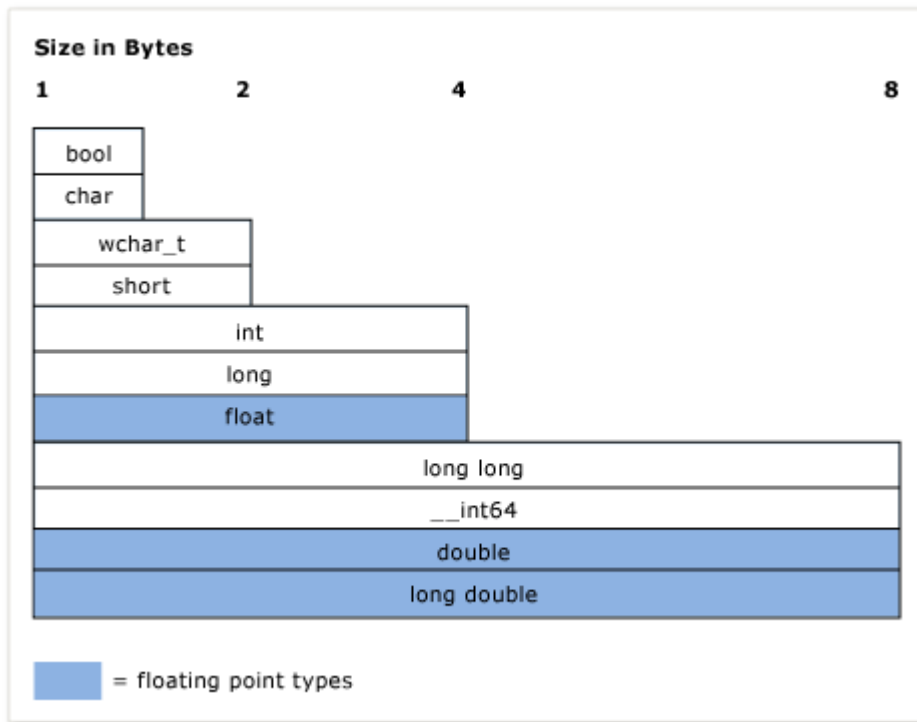 Size in Bytes
1 2 4 8
bool
char
wchar_t
short
int
long
float
long long
__int64
double
long double
= floating point types